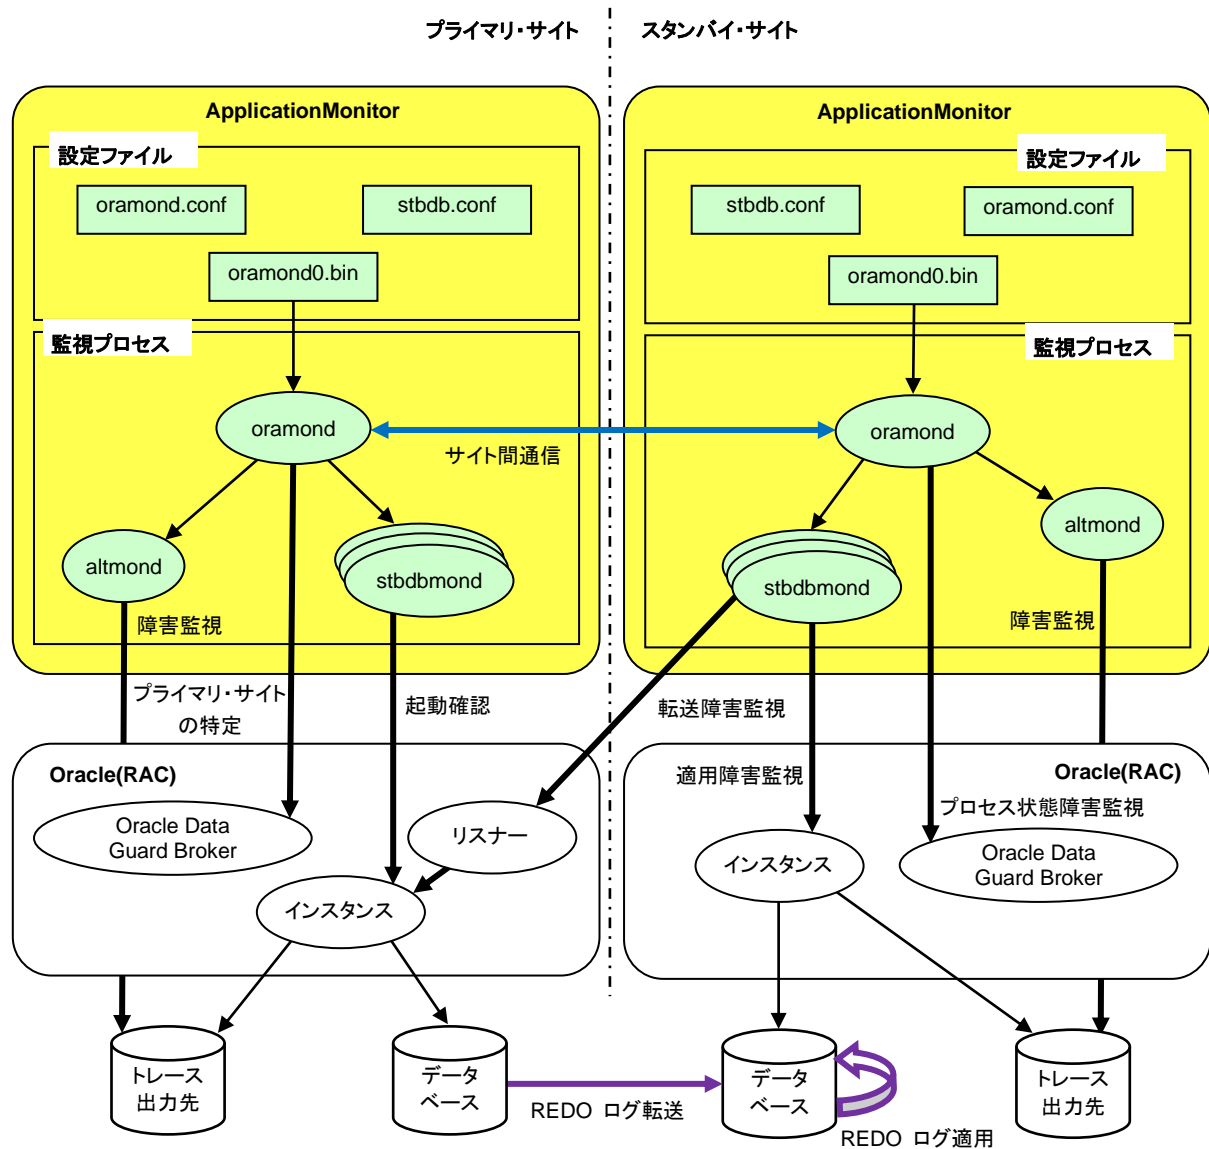 プライマリ・サイト
スタンバイ・サイト
ApplicationMonitor
設定ファイル
oramond.conf
stbdb.conf
oramond0.bin
監視プロセス
oramond
altmond
stbdbmond
障害監視
プライマリ・サイト
の特定
起動確認
サイト間通信
ApplicationMonitor
設定ファイル
stbdb.conf
oramond.conf
oramond0.bin
監視プロセス
oramond
altmond
stbdbmond
障害監視
転送障害監視
適用障害監視
プロセス状態障害監視
Oracle(RAC)
Oracle Data
Guard Broker
リスナー
インスタンス
Oracle(RAC)
インスタンス
Oracle Data
Guard Broker
トレース
出力先
データ
ベース
REDO ログ転送
データ
ベース
REDO ログ適用
トレース
出力先